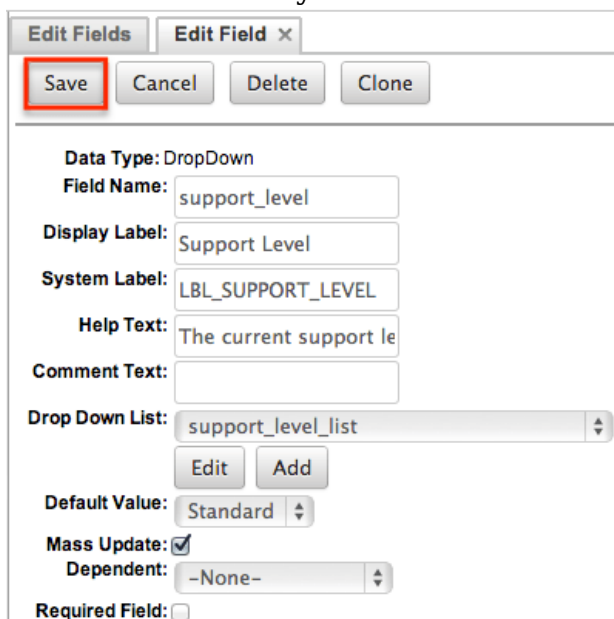 Edit Fields Edit Field ×
Save Cancel Delete Clone
Data Type: DropDown
Field Name: support_level
Display Label: Support Level
System Label: LBL_SUPPORT_LEVEL
Help Text: The current support le
Comment Text:
Drop Down List: support_level_list
Edit Add
Default Value: Standard
Mass Update:
Dependent: -None-
Required Field: